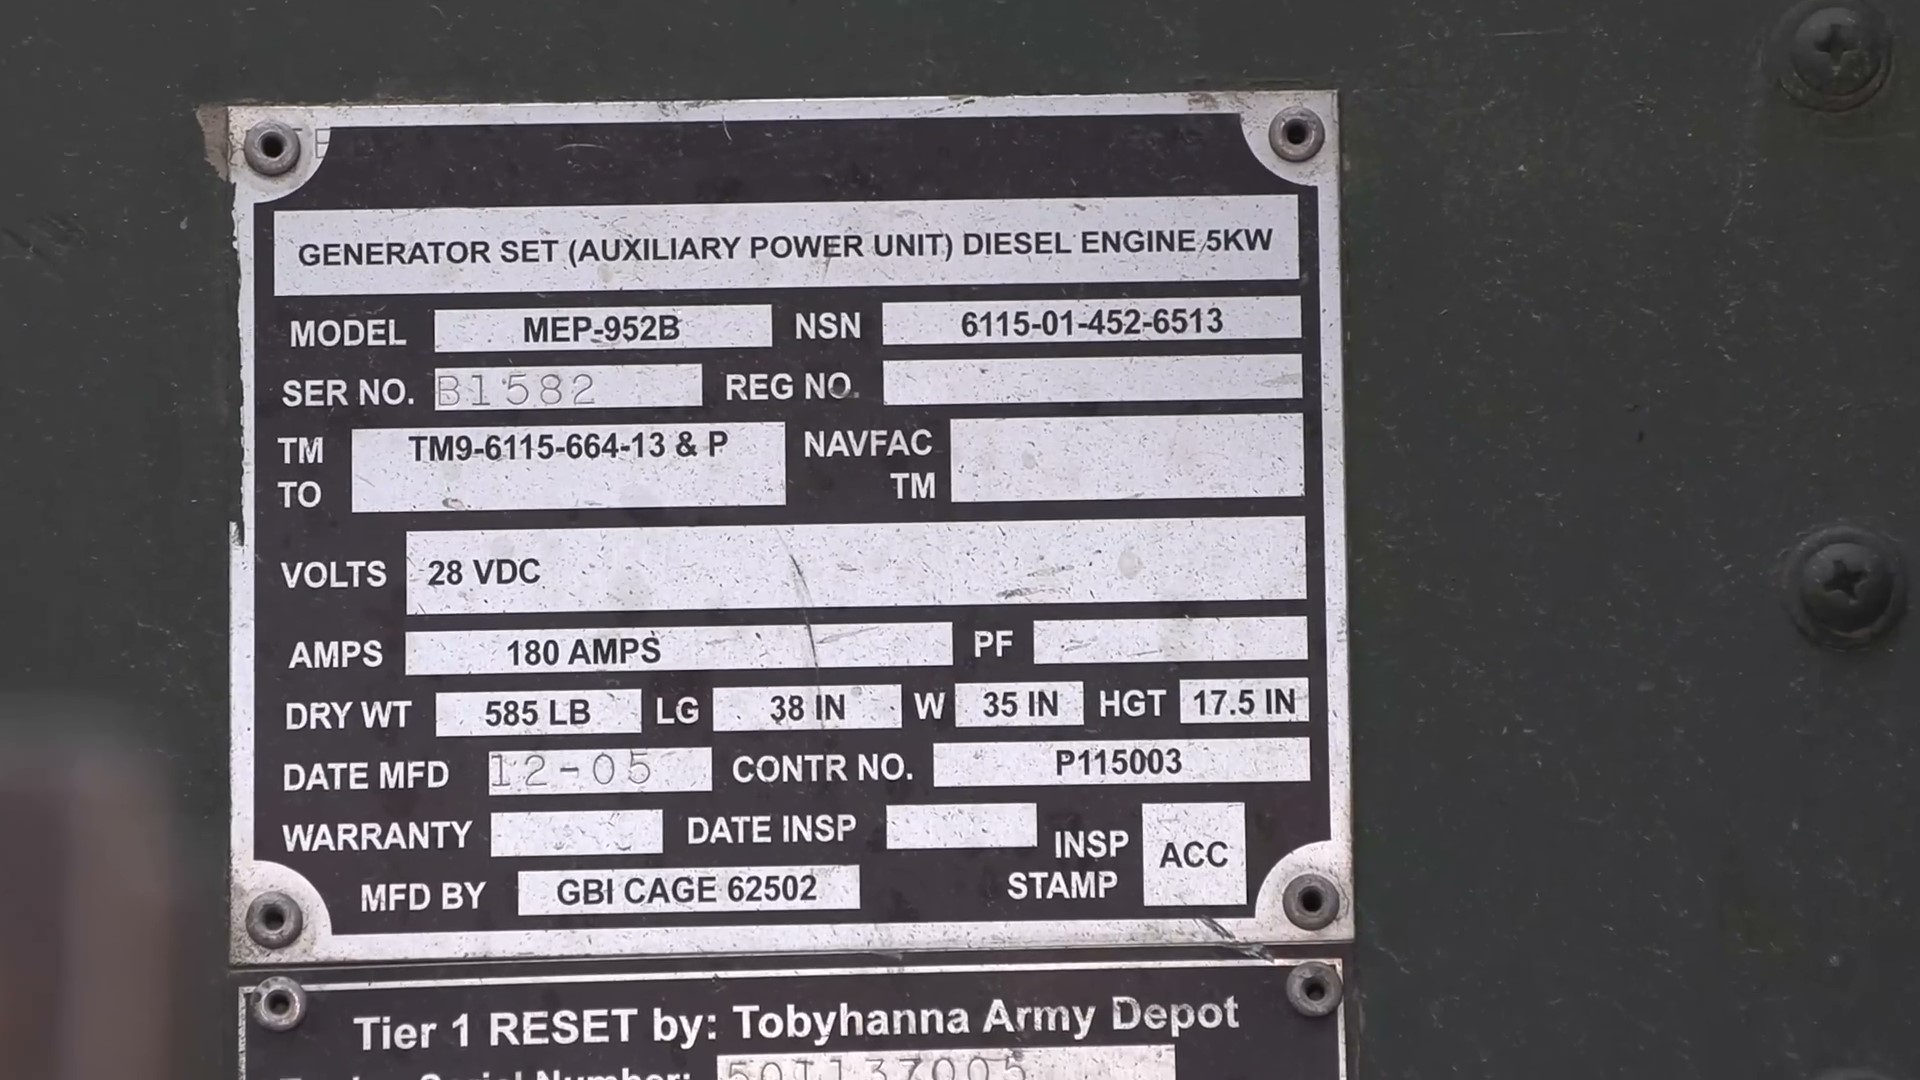 GENERATOR SET (AUXILIARY POWER UNIT) DIESEL ENGINE 5KW
MODEL MEP-952B NSN 6115-01-452-6513
SER NO. B1582 REG NO.
TM TM9-6115-664-13 & P NAVFAC
TO TM
VOLTS 28 VDC
AMPS 180 AMPS PF
DRY WT 585 LB LG 38 IN W 35 IN HGT 17.5 IN
DATE MFD 12-05 CONTR NO. P115003
WARRANTY DATE INSP INSP
STAMP ACC
MFD BY GBI CAGE 62502
Tier 1 RESET by: Tobyhanna Army Depot
Serial Number: